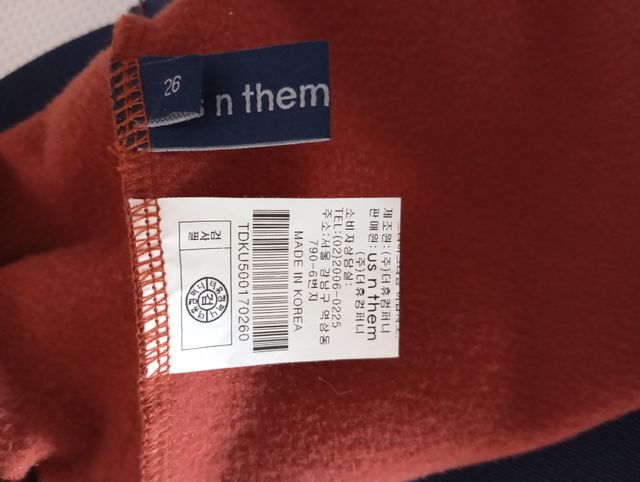 26
s n them
제조원: (주)더휴컴퍼니
판매원: us n them
(주)더휴컴퍼니
소비자상담실:
TEL:(02)2006-0225
주소:서울 강남구 역삼동
790-6번지
MADE IN KOREA
TDKU500170260
검사필